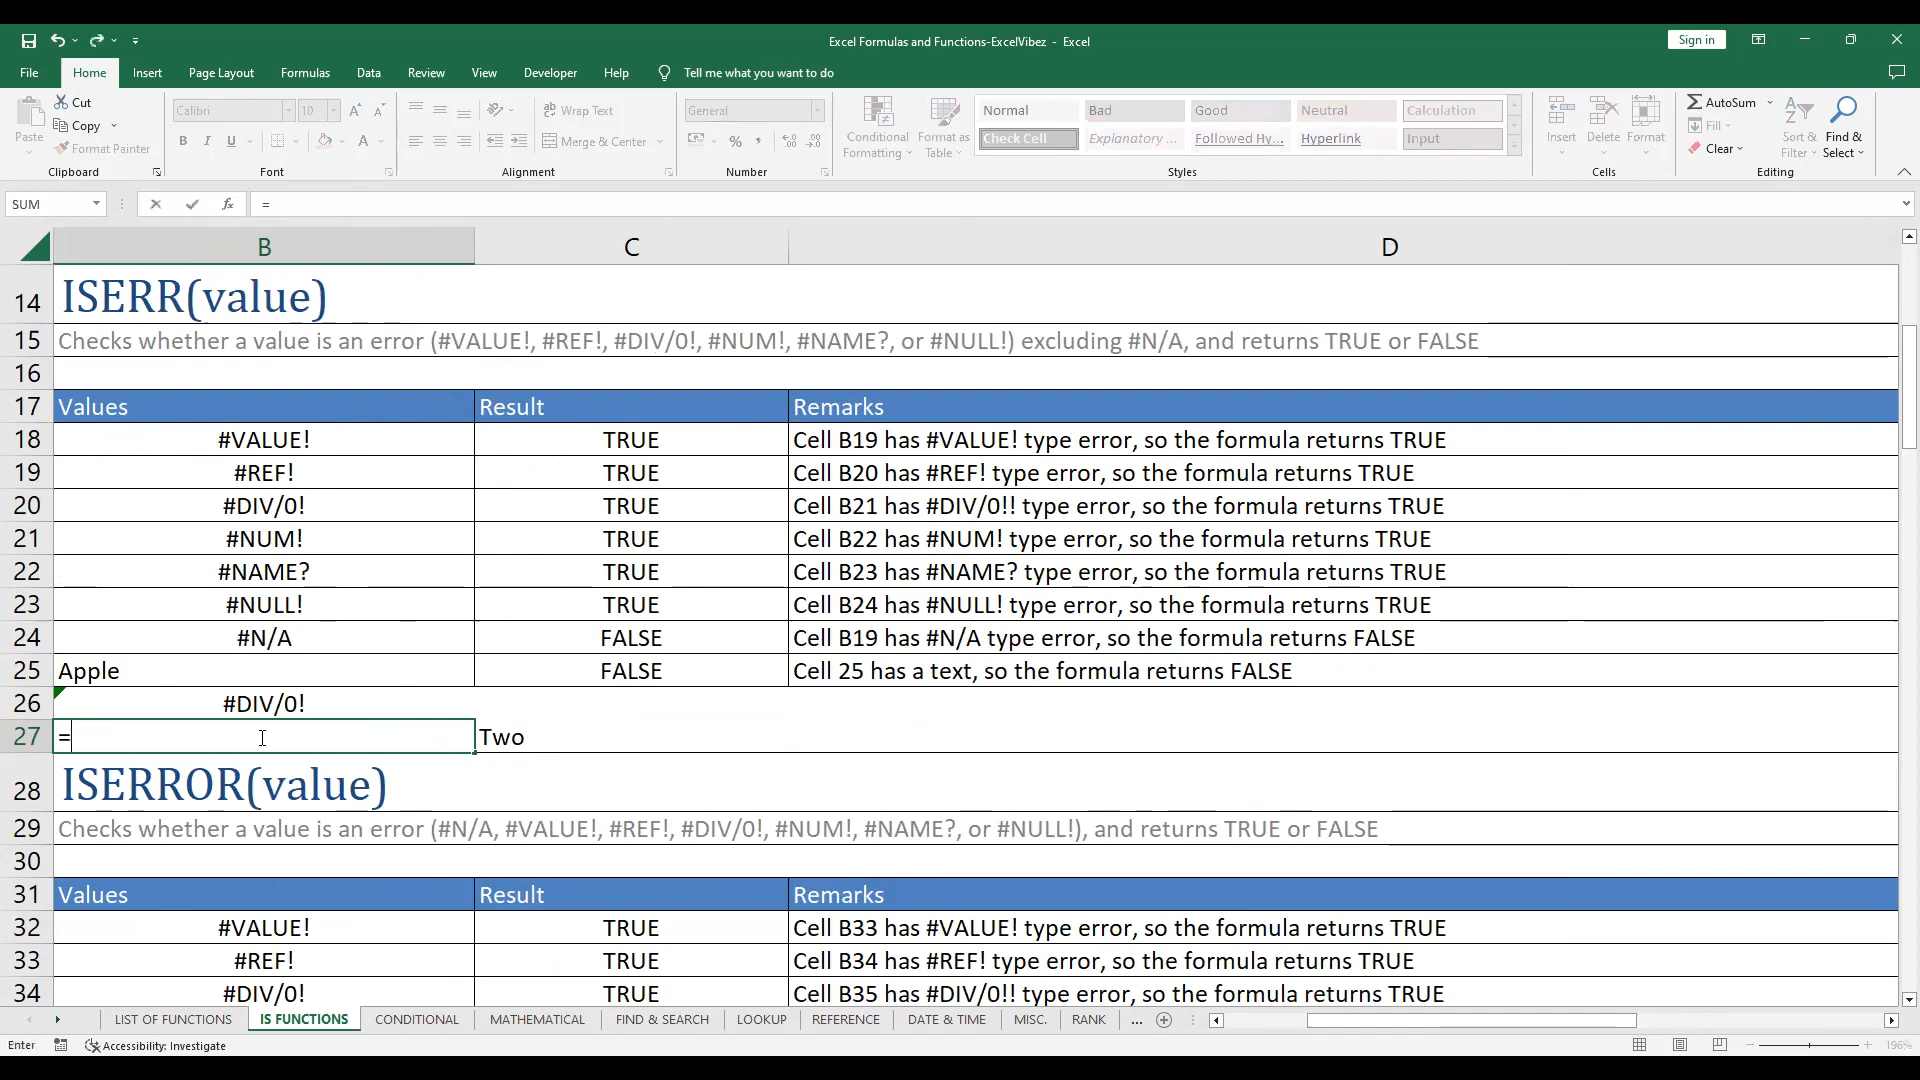 Excel Formulas and Functions-ExcelVibez - Excel
Sign in
File Home Insert Page Layout Formulas Data Review View Developer Help Tell me what you want to do
Paste
Cut
Copy
Format Painter
Clipboard
Calibri 10
B I U
Font
Wrap Text
Merge & Center
Alignment
General
Number
Conditional Formatting
Format as Table
Normal Bad Good Neutral Calculation
Check Cell Explanatory ... Followed Hy... Hyperlink Input
Styles
Insert Delete Format
Cells
AutoSum
Fill
Clear
Sort & Filter
Find & Select
Editing
SUM fx =
B C D
14 ISERR(value)
15 Checks whether a value is an error (#VALUE!, #REF!, #DIV/0!, #NUM!, #NAME?, or #NULL!) excluding #N/A, and returns TRUE or FALSE
16
17 Values Result Remarks
18 #VALUE! TRUE Cell B19 has #VALUE! type error, so the formula returns TRUE
19 #REF! TRUE Cell B20 has #REF! type error, so the formula returns TRUE
20 #DIV/0! TRUE Cell B21 has #DIV/0!! type error, so the formula returns TRUE
21 #NUM! TRUE Cell B22 has #NUM! type error, so the formula returns TRUE
22 #NAME? TRUE Cell B23 has #NAME? type error, so the formula returns TRUE
23 #NULL! TRUE Cell B24 has #NULL! type error, so the formula returns TRUE
24 #N/A FALSE Cell B19 has #N/A type error, so the formula returns FALSE
25 Apple FALSE Cell 25 has a text, so the formula returns FALSE
26 #DIV/0!
27 = Two
28 ISERROR(value)
29 Checks whether a value is an error (#N/A, #VALUE!, #REF!, #DIV/0!, #NUM!, #NAME?, or #NULL!), and returns TRUE or FALSE
30
31 Values Result Remarks
32 #VALUE! TRUE Cell B33 has #VALUE! type error, so the formula returns TRUE
33 #REF! TRUE Cell B34 has #REF! type error, so the formula returns TRUE
34 #DIV/0! TRUE Cell B35 has #DIV/0!! type error, so the formula returns TRUE
LIST OF FUNCTIONS IS FUNCTIONS CONDITIONAL MATHEMATICAL FIND & SEARCH LOOKUP REFERENCE DATE & TIME MISC. RANK ...
Enter Accessibility: Investigate 196%